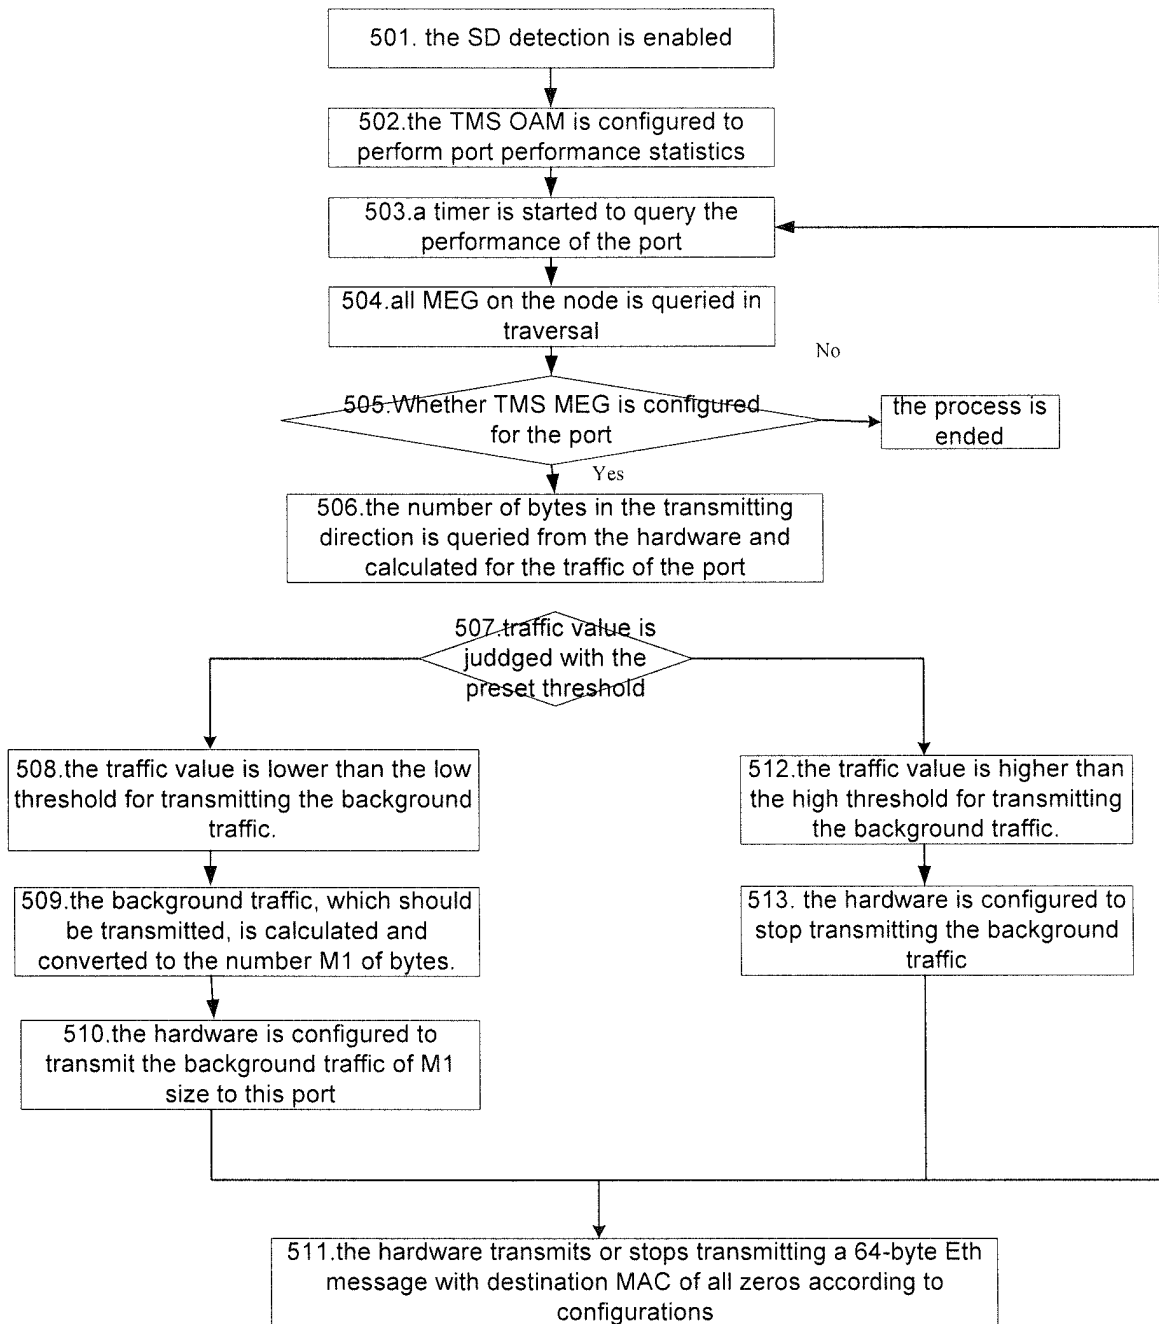 501. the SD detection is enabled
502.the TMS OAM is configured to
perform port performance statistics
503.a timer is started to query the
performance of the port
504.all MEG on the node is queried in
traversal
No
505.Whether TMS MEG is configured
for the port
the process is
ended
Yes
506.the number of bytes in the transmitting
direction is queried from the hardware and
calculated for the traffic of the port
507.traffic value is
juddged with the
preset threshold
508.the traffic value is lower than the low
threshold for transmitting the background
traffic.
512.the traffic value is higher than
the high threshold for transmitting
the background traffic.
509.the background traffic, which should
be transmitted, is calculated and
converted to the number M1 of bytes.
513. the hardware is configured to
stop transmitting the background
traffic
510.the hardware is configured to
transmit the background traffic of M1
size to this port
511.the hardware transmits or stops transmitting a 64-byte Eth
message with destination MAC of all zeros according to
configurations